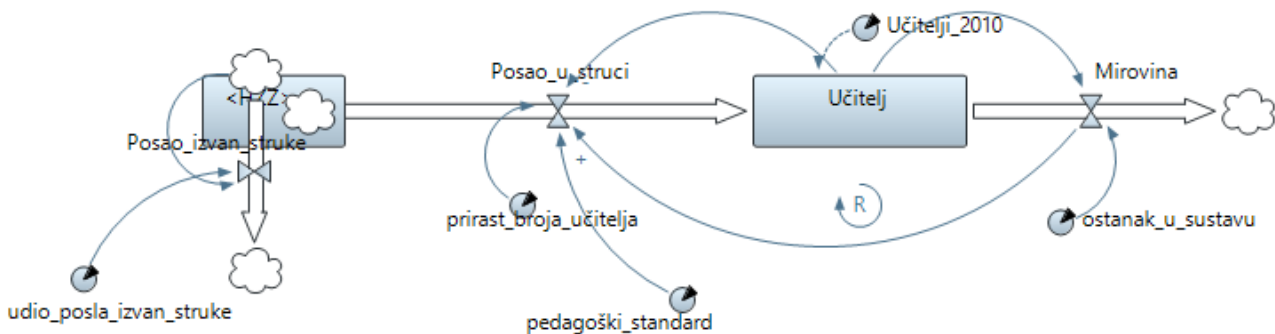 Učitelji_2010
Posao_u_struci
Mirovina
Učitelj
Posao_izvan_struke
+
R
prirast_broja_učitelja
ostanak_u_sustavu
udio_posla_izvan_struke
pedagoški_standard